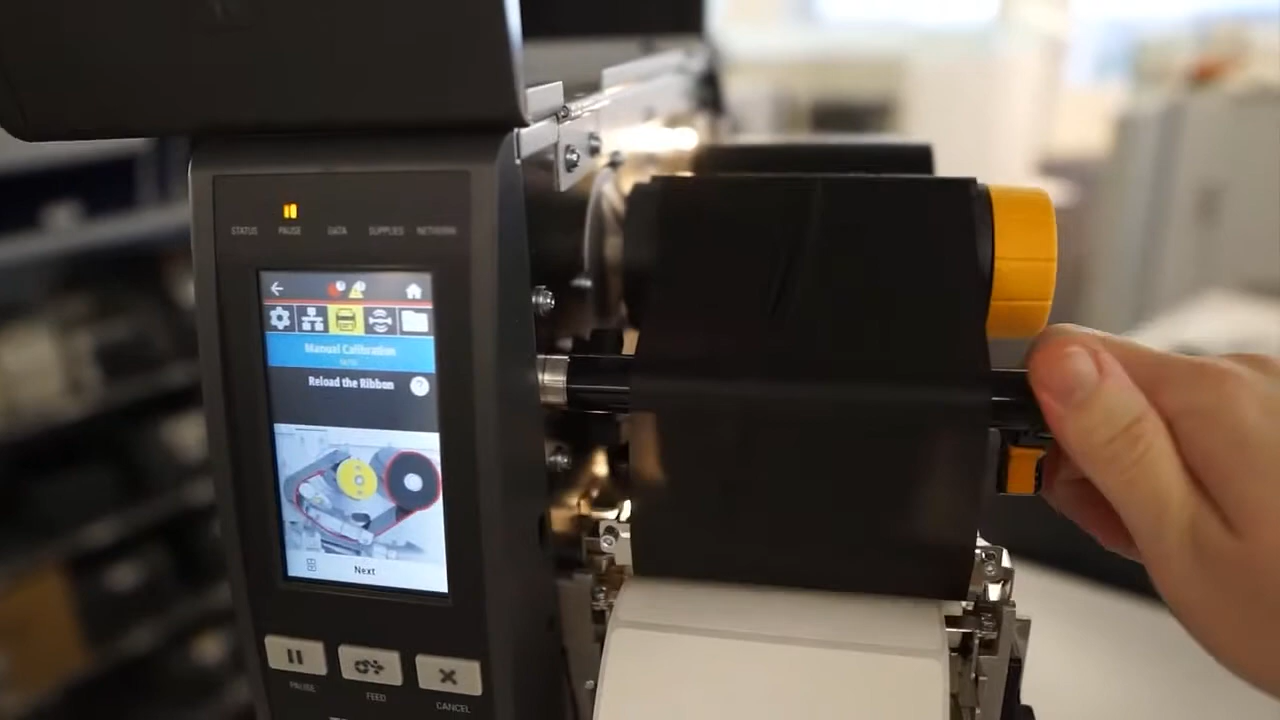 STATUS PAUSE DATA SUPPLIES NETWORK
Manual Calibration
Reload the Ribbon ?
Next
PAUSE FEED CANCEL